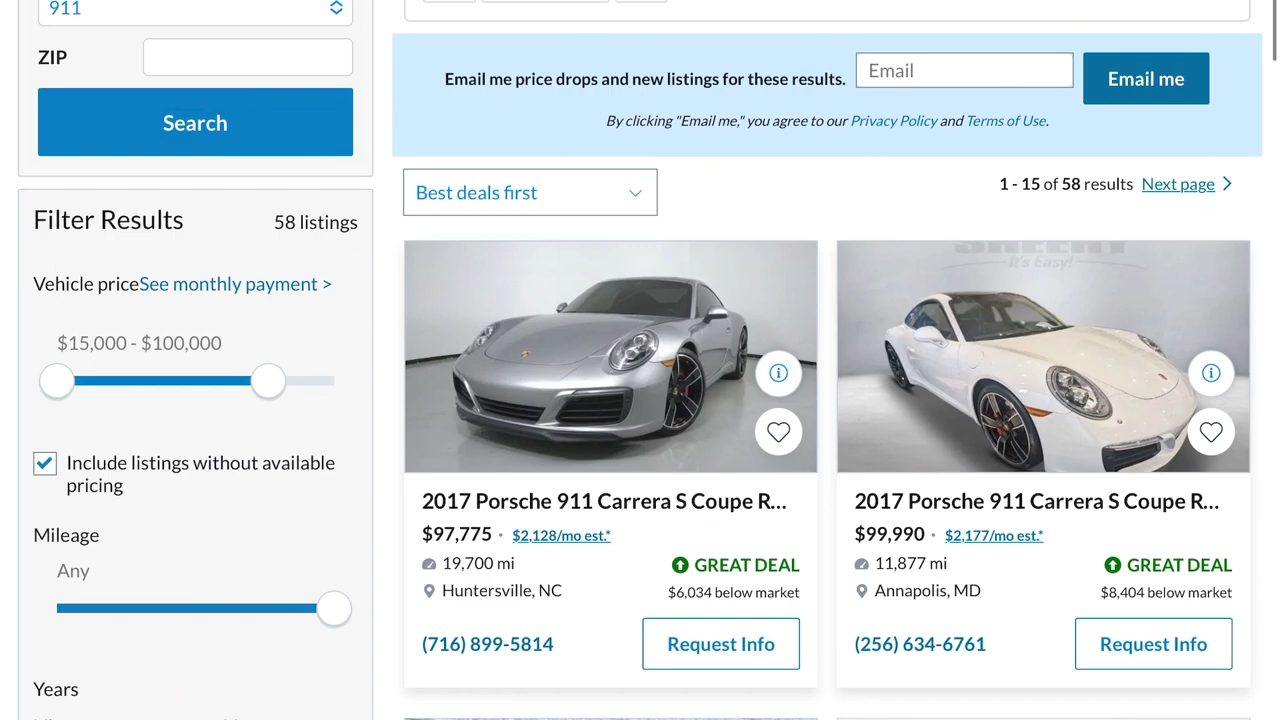 911
ZIP
Search
Filter Results
58 listings
Vehicle price See monthly payment >
$15,000 - $100,000
Include listings without available
pricing
Mileage
Any
Years
Email me price drops and new listings for these results.
Email
Email me
By clicking "Email me," you agree to our Privacy Policy and Terms of Use.
Best deals first
1 - 15 of 58 results Next page
It's Easy!
2017 Porsche 911 Carrera S Coupe R...
$97,775 · $2,128/mo est.*
19,700 mi
GREAT DEAL
Huntersville, NC
$6,034 below market
(716) 899-5814
Request Info
2017 Porsche 911 Carrera S Coupe R...
$99,990 · $2,177/mo est.*
11,877 mi
GREAT DEAL
Annapolis, MD
$8,404 below market
(256) 634-6761
Request Info